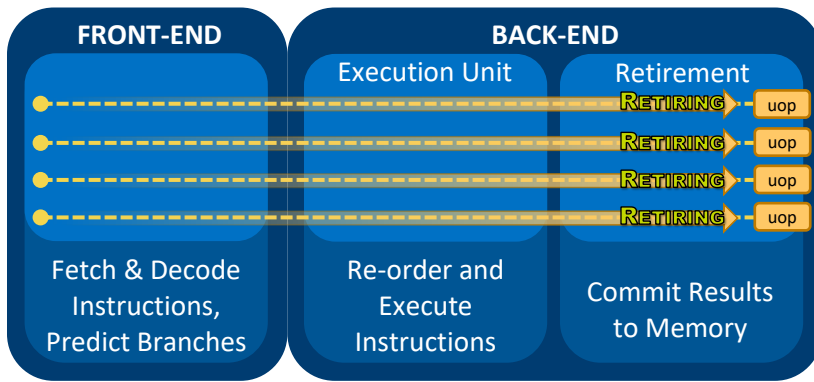 FRONT-END
BACK-END
Execution Unit
Retirement
RETIRING
uop
RETIRING
uop
RETIRING
uop
RETIRING
uop
Fetch & Decode
Instructions,
Predict Branches
Re-order and
Execute
Instructions
Commit Results
to Memory